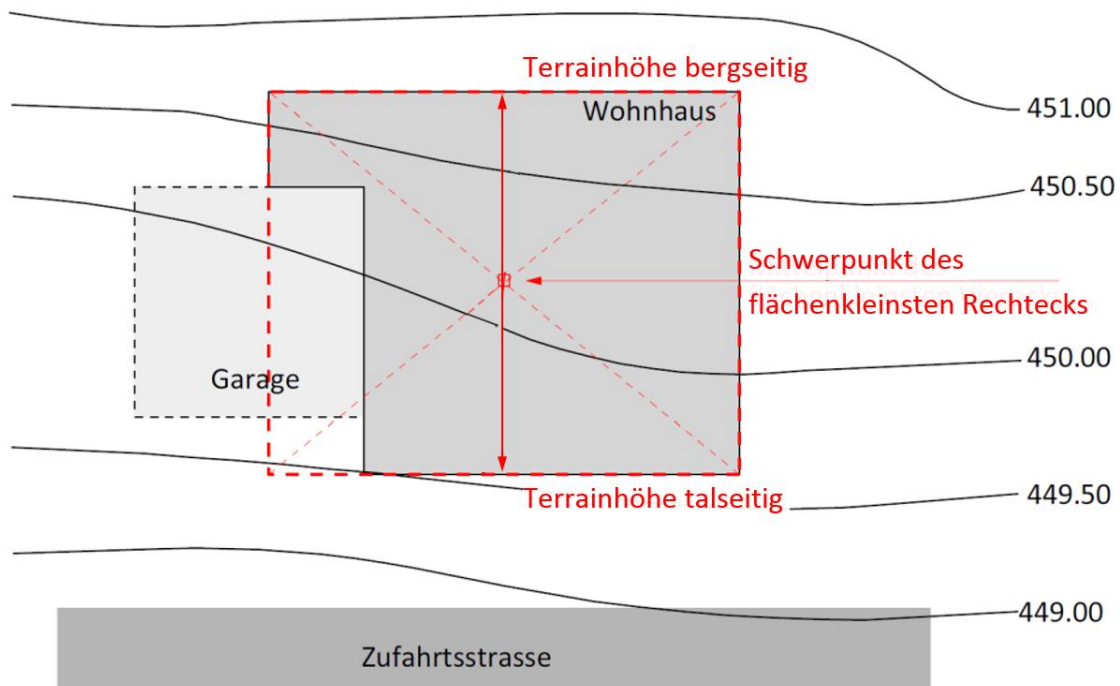 Terrainhöhe bergseitig
Wohnhaus
451.00
450.50
Schwerpunkt des
flächenkleinsten Rechtecks
450.00
Garage
Terrainhöhe talseitig
449.50
449.00
Zufahrtsstrasse